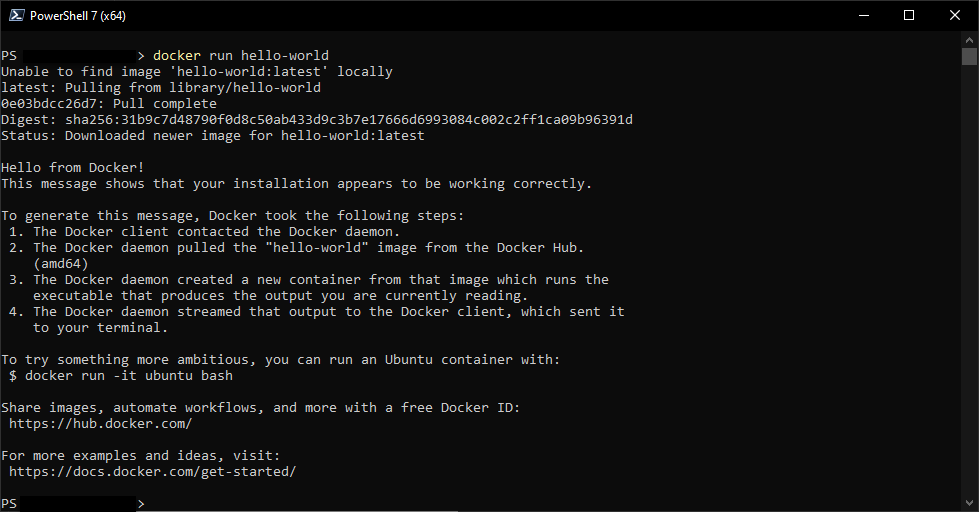 PowerShell 7 (x64)
PS > docker run hello-world
Unable to find image 'hello-world:latest' locally
latest: Pulling from library/hello-world
0e03bdcc26d7: Pull complete
Digest: sha256:31b9c7d48790f0d8c50ab433d9c3b7e17666d6993084c002c2ff1ca09b96391d
Status: Downloaded newer image for hello-world:latest
Hello from Docker!
This message shows that your installation appears to be working correctly.
To generate this message, Docker took the following steps:
1. The Docker client contacted the Docker daemon.
2. The Docker daemon pulled the "hello-world" image from the Docker Hub.
(amd64)
3. The Docker daemon created a new container from that image which runs the
executable that produces the output you are currently reading.
4. The Docker daemon streamed that output to the Docker client, which sent it
to your terminal.
To try something more ambitious, you can run an Ubuntu container with:
$ docker run -it ubuntu bash
Share images, automate workflows, and more with a free Docker ID:
https://hub.docker.com/
For more examples and ideas, visit:
https://docs.docker.com/get-started/
PS >